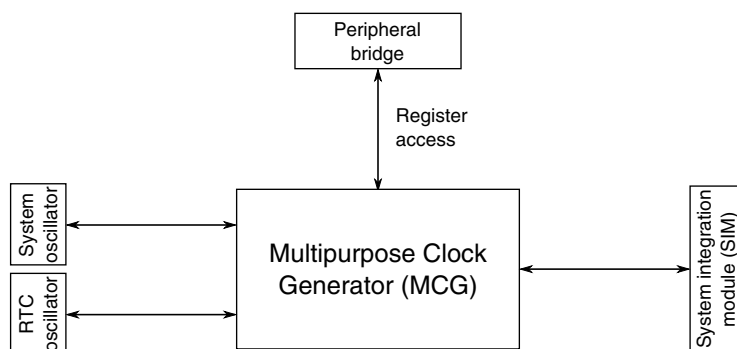 Peripheral
bridge
Register
access
System
oscillator
Multipurpose Clock
Generator (MCG)
System integration
module (SIM)
RTC
oscillator